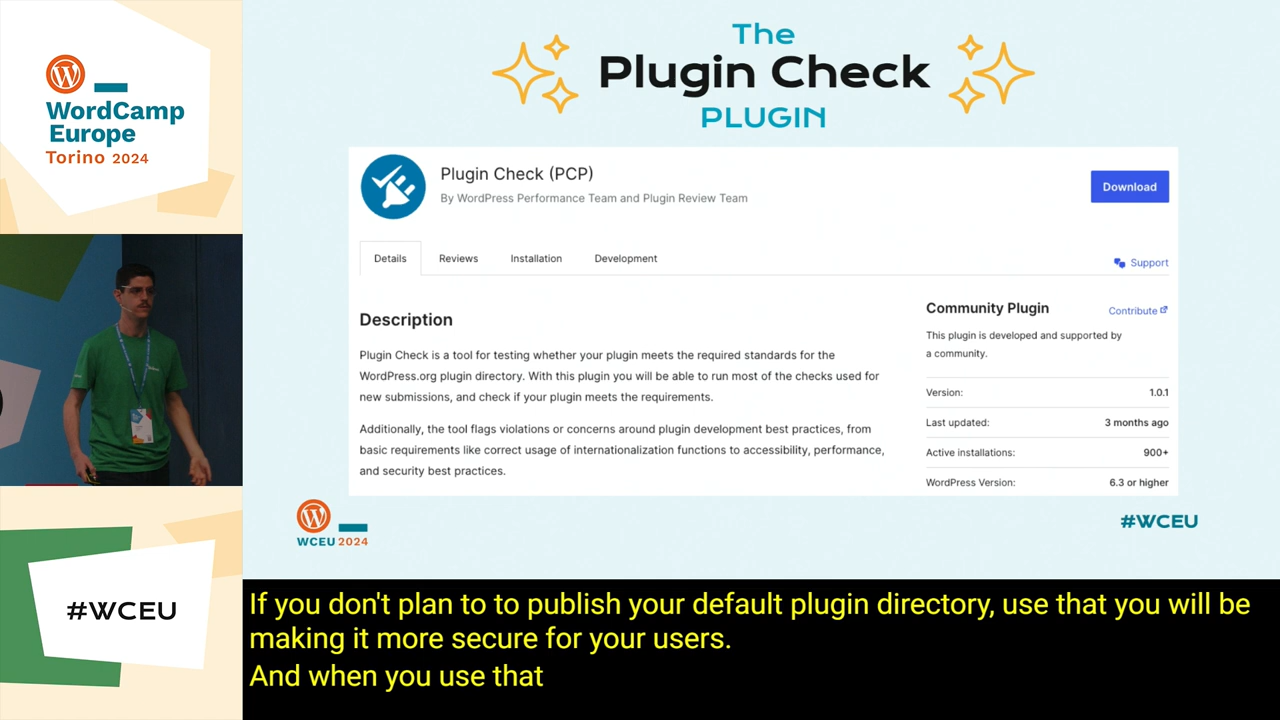 WordCamp
Europe
Torino 2024
#WCEU
The
Plugin Check
PLUGIN
Plugin Check (PCP)
By WordPress Performance Team and Plugin Review Team
Download
Details
Reviews
Installation
Development
Support
Description
Plugin Check is a tool for testing whether your plugin meets the required standards for the
WordPress.org plugin directory. With this plugin you will be able to run most of the checks used for
new submissions, and check if your plugin meets the requirements.
Additionally, the tool flags violations or concerns around plugin development best practices, from
basic requirements like correct usage of internationalization functions to accessibility, performance,
and security best practices.
Community Plugin
Contribute
This plugin is developed and supported by
a community.
Version: 1.0.1
Last updated: 3 months ago
Active installations: 900+
WordPress Version: 6.3 or higher
WCEU 2024
#WCEU
If you don't plan to to publish your default plugin directory, use that you will be
making it more secure for your users.
And when you use that